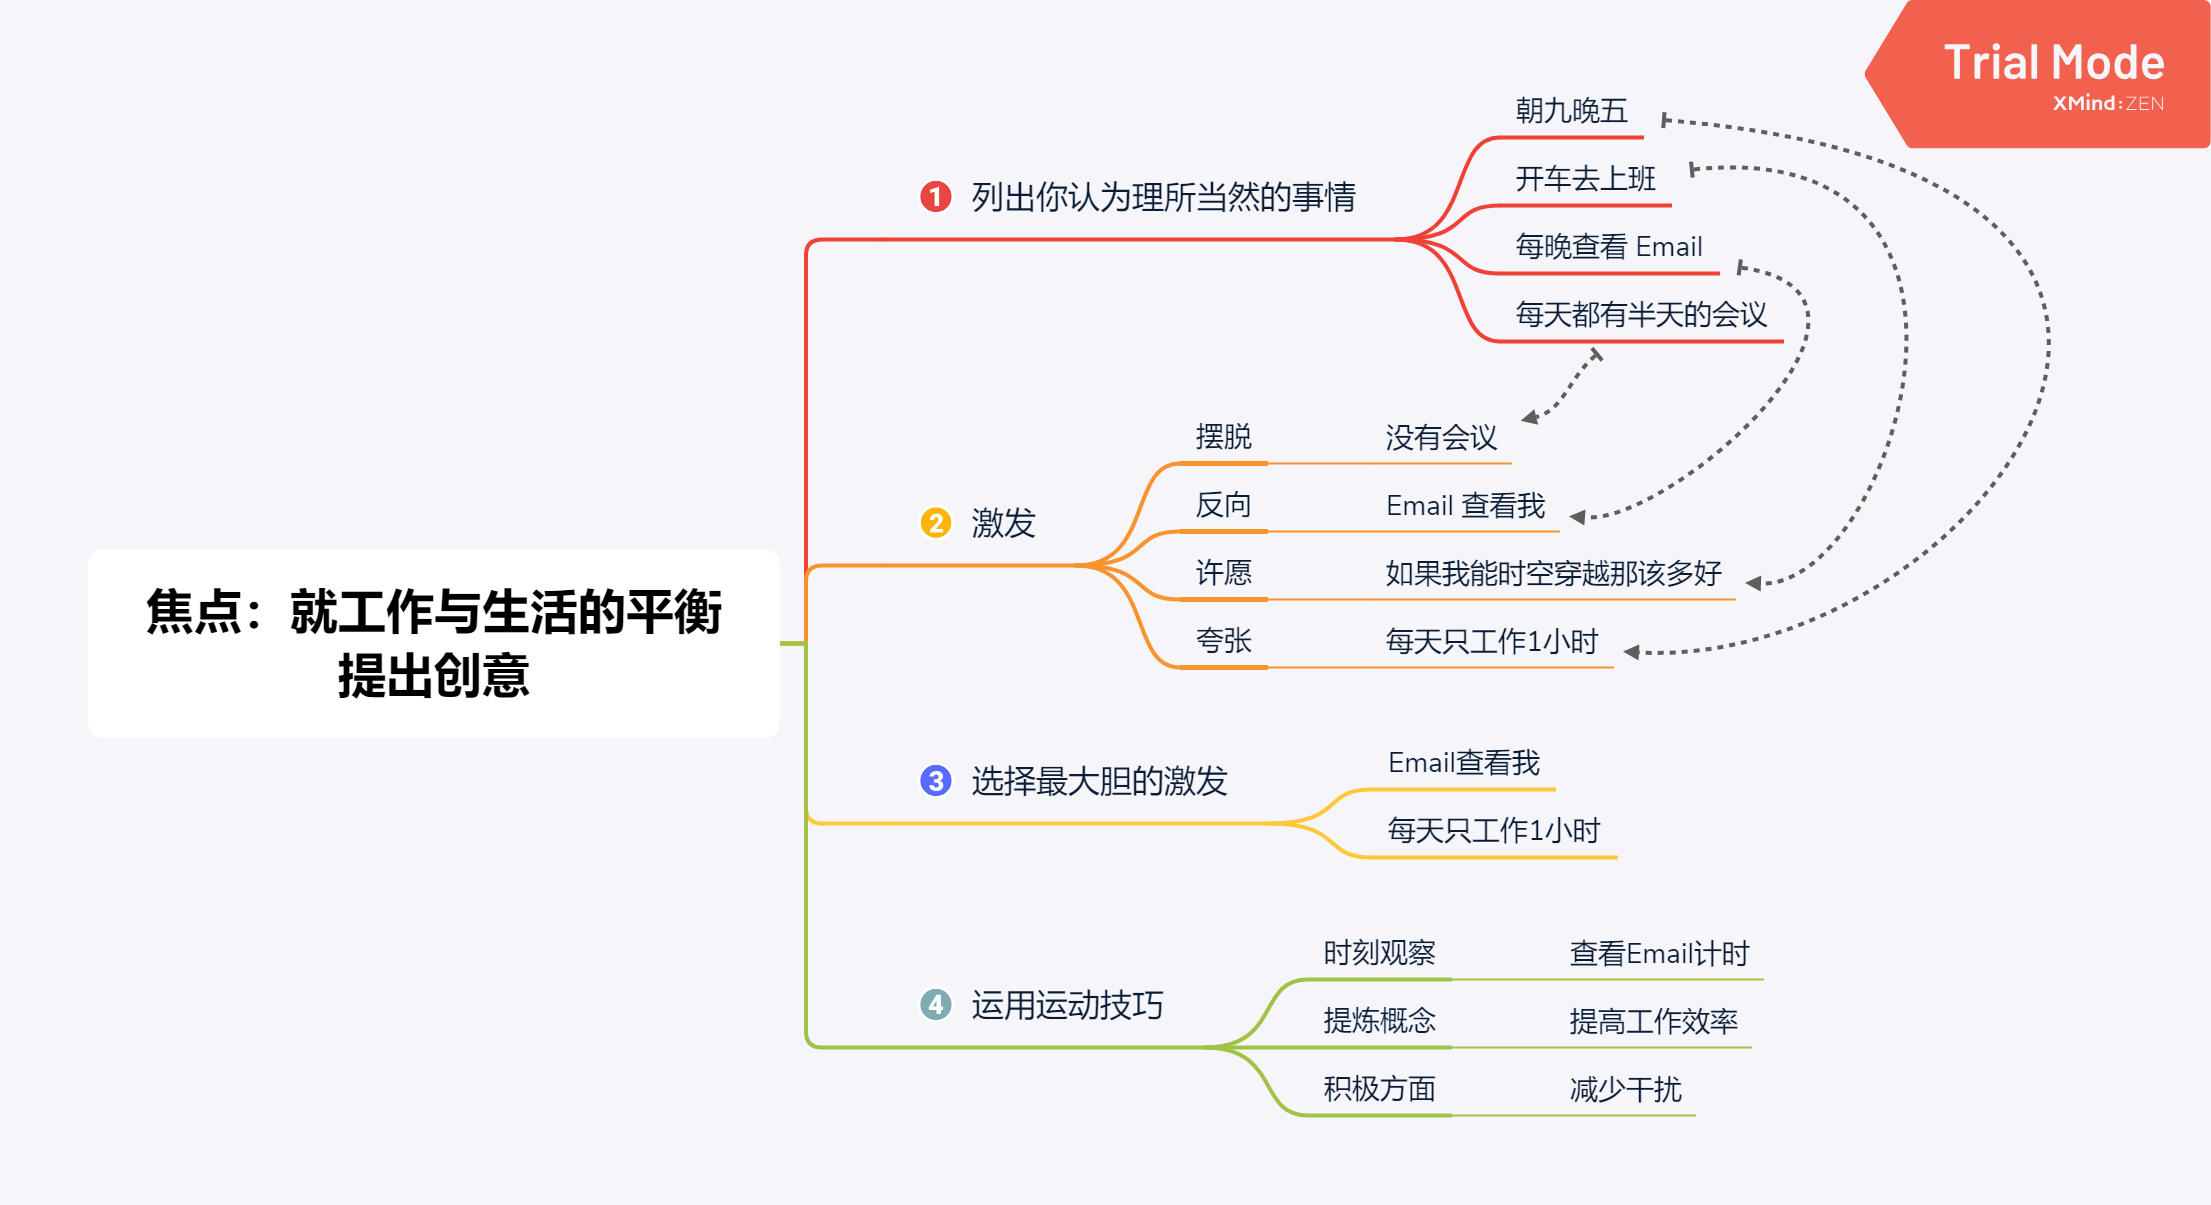 Trial Mode
XMind:ZEN
焦点：就工作与生活的平衡
提出创意
1 列出你认为理所当然的事情
朝九晚五
开车去上班
每晚查看 Email
每天都有半天的会议
2 激发
摆脱 没有会议
反向 Email 查看我
许愿 如果我能时空穿越那该多好
夸张 每天只工作1小时
3 选择最大胆的激发
Email查看我
每天只工作1小时
4 运用运动技巧
时刻观察 查看Email计时
提炼概念 提高工作效率
积极方面 减少干扰